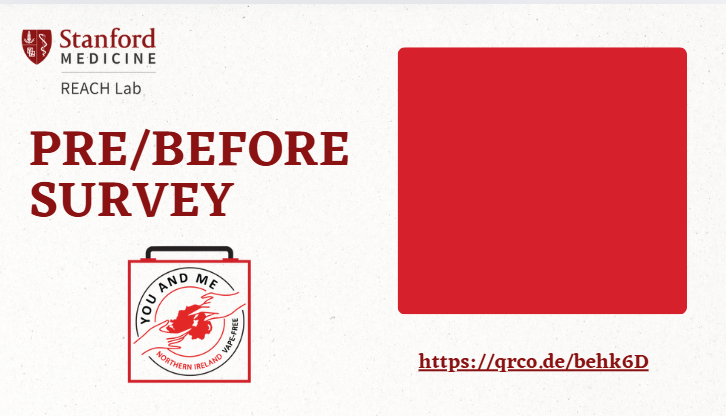 Stanford
MEDICINE
REACH Lab
PRE/BEFORE
SURVEY
YOU AND ME
NORTHERN IRELAND VAPE-FREE
https://qrco.de/behk6D